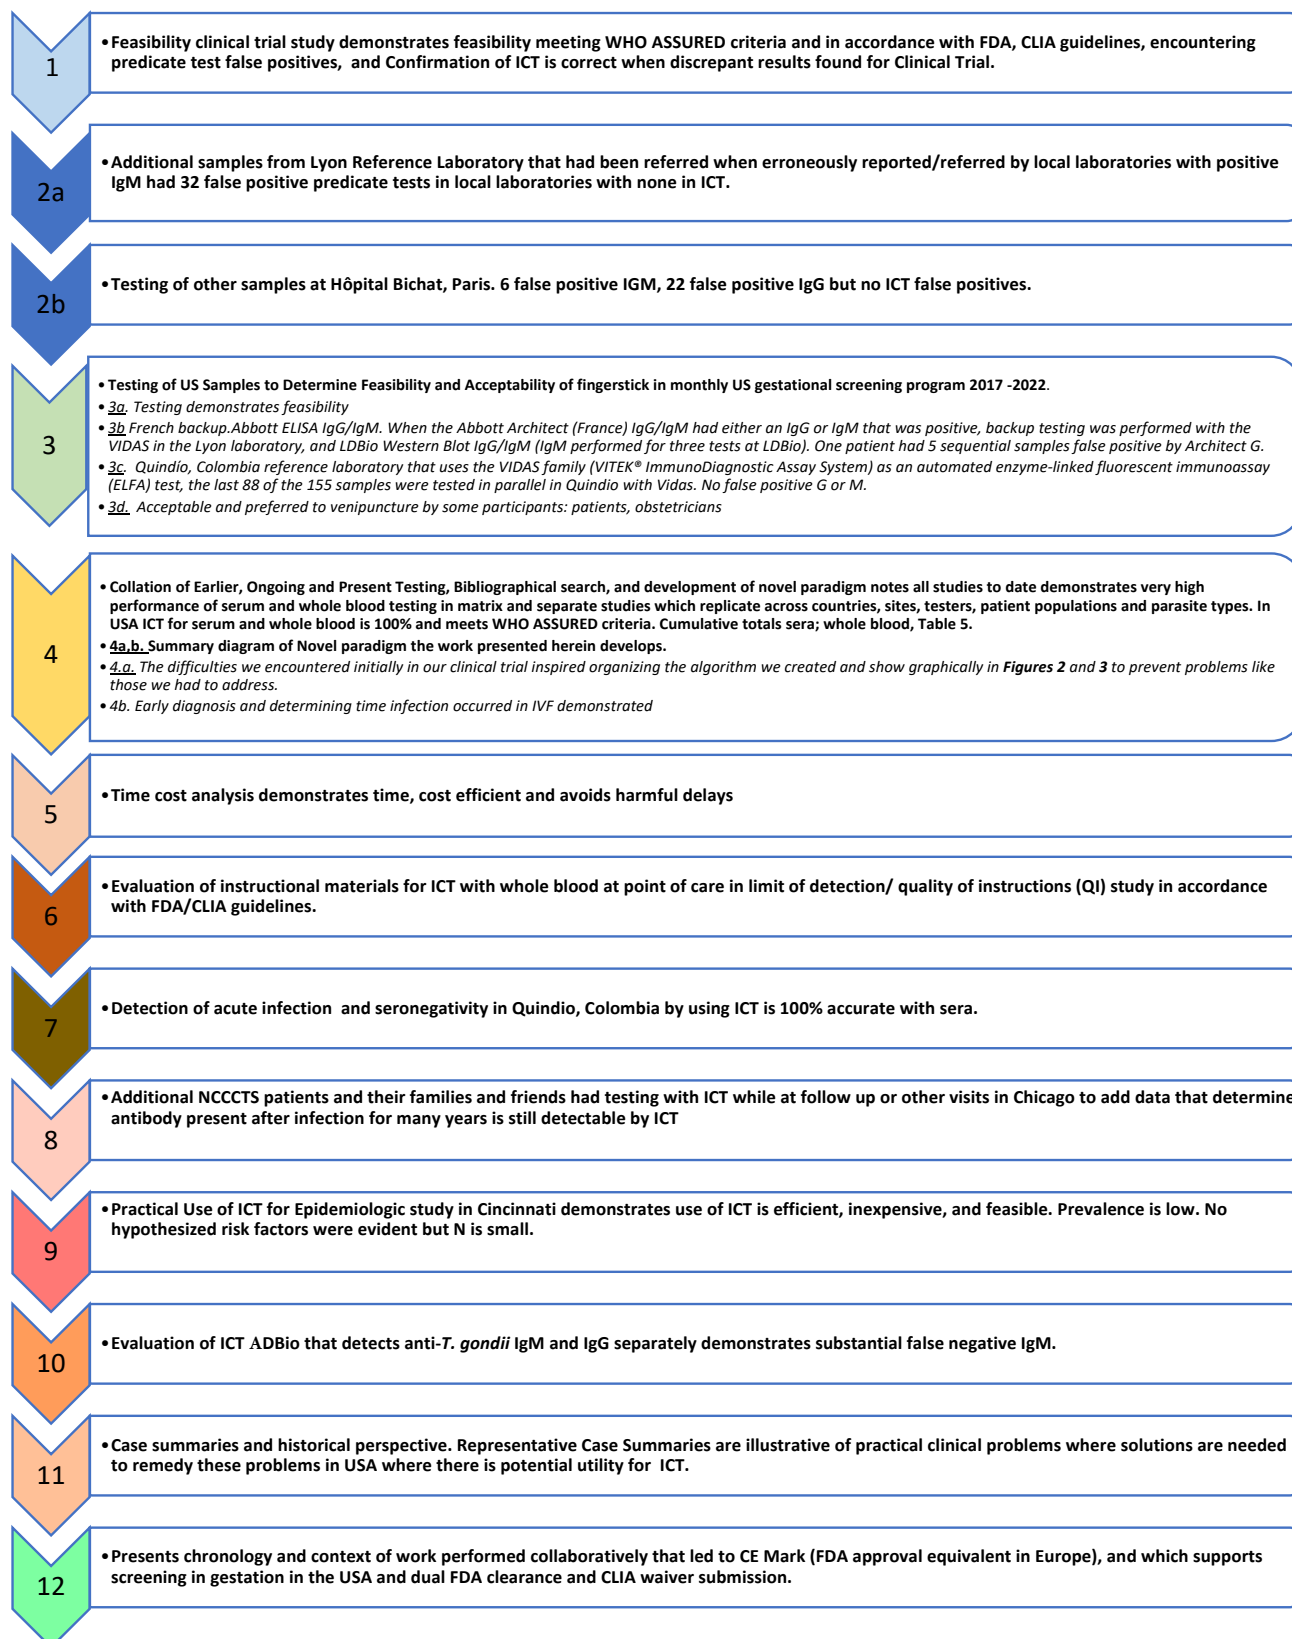 1
•Feasibility clinical trial study demonstrates feasibility meeting WHO ASSURED criteria and in accordance with FDA, CLIA guidelines, encountering
predicate test false positives, and Confirmation of ICT is correct when discrepant results found for Clinical Trial.
2a
•Additional samples from Lyon Reference Laboratory that had been referred when erroneously reported/referred by local laboratories with positive
IgM had 32 false positive predicate tests in local laboratories with none in ICT.
2b
•Testing of other samples at Hôpital Bichat, Paris. 6 false positive IGM, 22 false positive IgG but no ICT false positives.
3
•Testing of US Samples to Determine Feasibility and Acceptability of fingerstick in monthly US gestational screening program 2017 -2022.
•3a. Testing demonstrates feasibility
•3b French backup.Abbott ELISA IgG/IgM. When the Abbott Architect (France) IgG/IgM had either an IgG or IgM that was positive, backup testing was performed with the
VIDAS in the Lyon laboratory, and LDBio Western Blot IgG/IgM (IgM performed for three tests at LDBio). One patient had 5 sequential samples false positive by Architect G.
•3c. Quindío, Colombia reference laboratory that uses the VIDAS family (VITEK® ImmunoDiagnostic Assay System) as an automated enzyme-linked fluorescent immunoassay
(ELFA) test, the last 88 of the 155 samples were tested in parallel in Quindio with Vidas. No false positive G or M.
•3d. Acceptable and preferred to venipuncture by some participants: patients, obstetricians
4
•Collation of Earlier, Ongoing and Present Testing, Bibliographical search, and development of novel paradigm notes all studies to date demonstrates very high
performance of serum and whole blood testing in matrix and separate studies which replicate across countries, sites, testers, patient populations and parasite types. In
USA ICT for serum and whole blood is 100% and meets WHO ASSURED criteria. Cumulative totals sera; whole blood, Table 5.
•4a,b. Summary diagram of Novel paradigm the work presented herein develops.
•4.a. The difficulties we encountered initially in our clinical trial inspired organizing the algorithm we created and show graphically in Figures 2 and 3 to prevent problems like
those we had to address.
•4b. Early diagnosis and determining time infection occurred in IVF demonstrated
5
•Time cost analysis demonstrates time, cost efficient and avoids harmful delays
6
•Evaluation of instructional materials for ICT with whole blood at point of care in limit of detection/ quality of instructions (QI) study in accordance
with FDA/CLIA guidelines.
7
•Detection of acute infection and seronegativity in Quindio, Colombia by using ICT is 100% accurate with sera.
8
•Additional NCCCTS patients and their families and friends had testing with ICT while at follow up or other visits in Chicago to add data that determine
antibody present after infection for many years is still detectable by ICT
9
•Practical Use of ICT for Epidemiologic study in Cincinnati demonstrates use of ICT is efficient, inexpensive, and feasible. Prevalence is low. No
hypothesized risk factors were evident but N is small.
10
•Evaluation of ICT ADBio that detects anti-T. gondii IgM and IgG separately demonstrates substantial false negative IgM.
11
•Case summaries and historical perspective. Representative Case Summaries are illustrative of practical clinical problems where solutions are needed
to remedy these problems in USA where there is potential utility for ICT.
12
•Presents chronology and context of work performed collaboratively that led to CE Mark (FDA approval equivalent in Europe), and which supports
screening in gestation in the USA and dual FDA clearance and CLIA waiver submission.